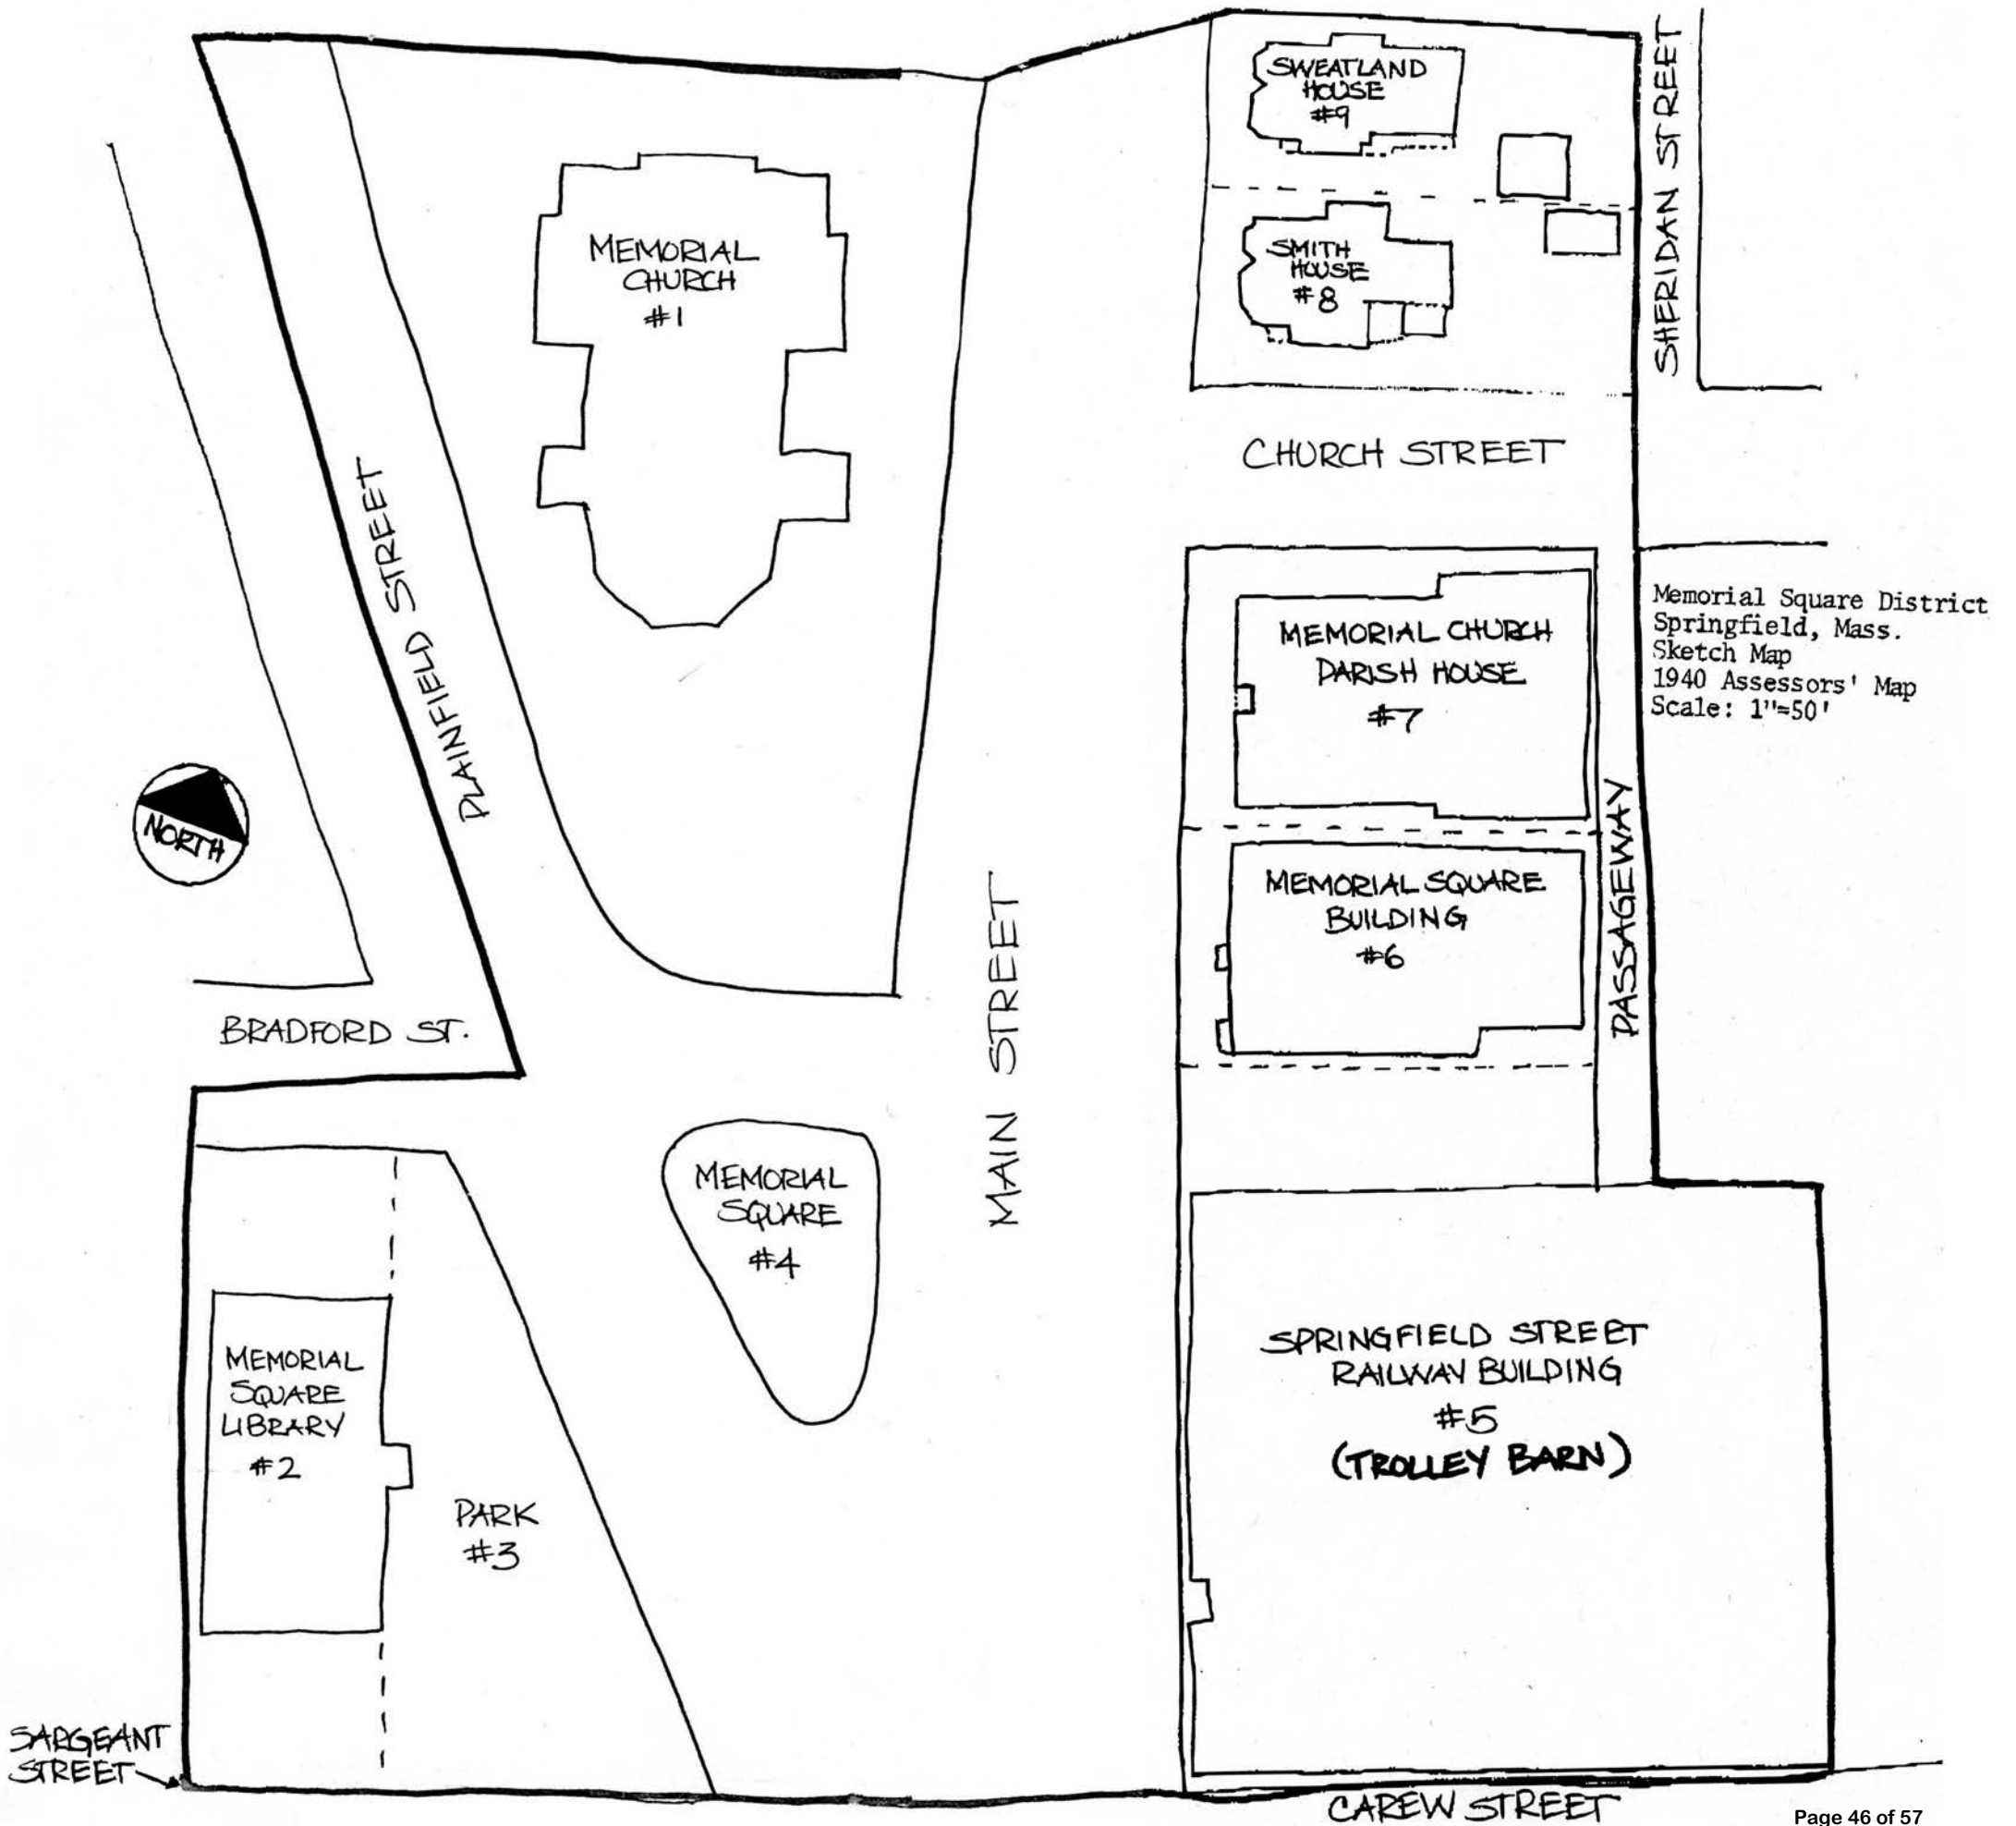 SWEATLAND
HOUSE
#9
SHERIDAN STREET
MEMORIAL
CHURCH
#1
SMITH
HOUSE
#8
CHURCH STREET
PLAINFIELD STREET
MEMORIAL CHURCH
PARISH HOUSE
#7
Memorial Square District
Springfield, Mass.
Sketch Map
1940 Assessors' Map
Scale: 1"=50'
NORTH
MEMORIAL SQUARE
BUILDING
#6
PASSAGEWAY
MAIN STREET
BRADFORD ST.
MEMORIAL
SQUARE
#4
MEMORIAL
SQUARE
LIBRARY
#2
PARK
#3
SPRINGFIELD STREET
RAILWAY BUILDING
#5
(TROLLEY BARN)
SARGEANT
STREET
CAREW STREET
Page 46 of 57